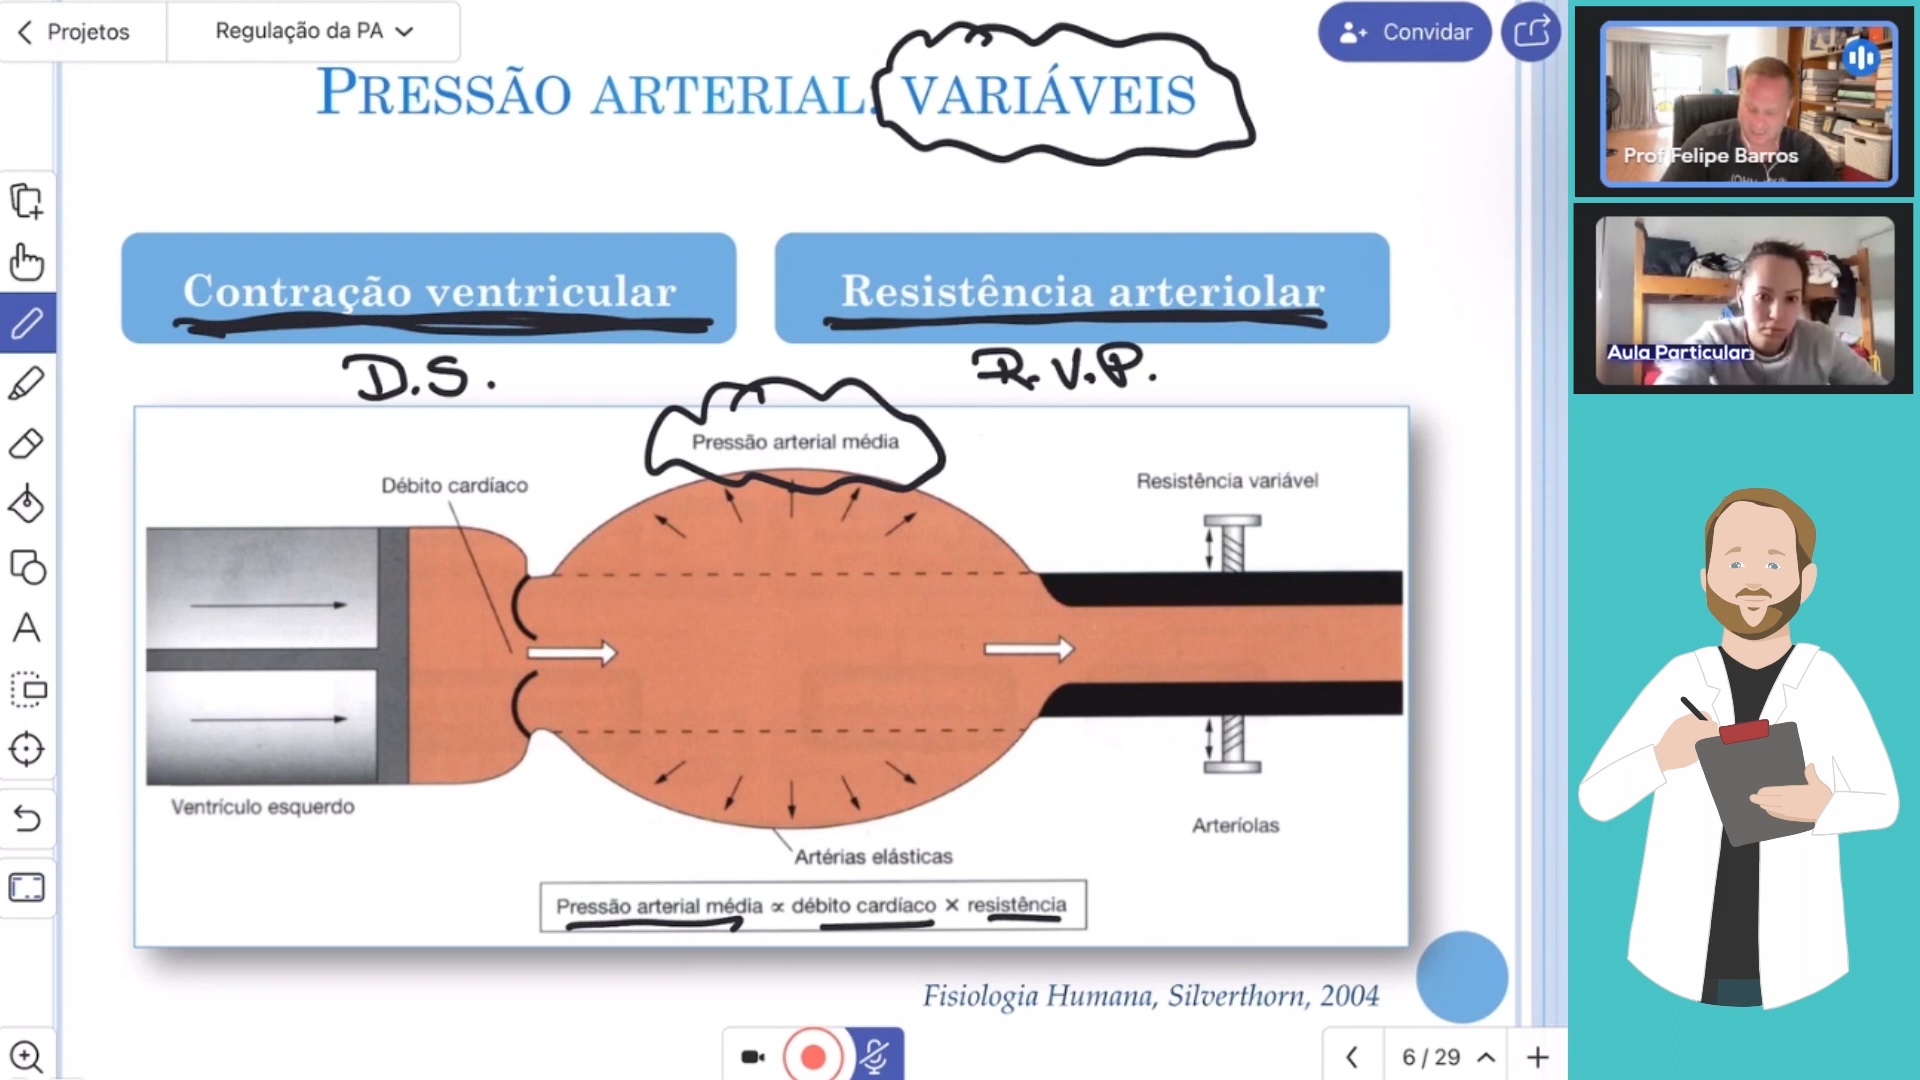 Projetos
Regulação da PA
Convidar
PRESSÃO ARTERIAL: VARIÁVEIS
Prof Felipe Barros
Contração ventricular
Resistência arteriolar
D.S.
R.V.P.
Aula Particular
Pressão arterial média
Débito cardíaco
Resistência variável
Ventrículo esquerdo
Arteríolas
Artérias elásticas
Pressão arterial média ∝ débito cardíaco × resistência
Fisiologia Humana, Silverthorn, 2004
6 / 29